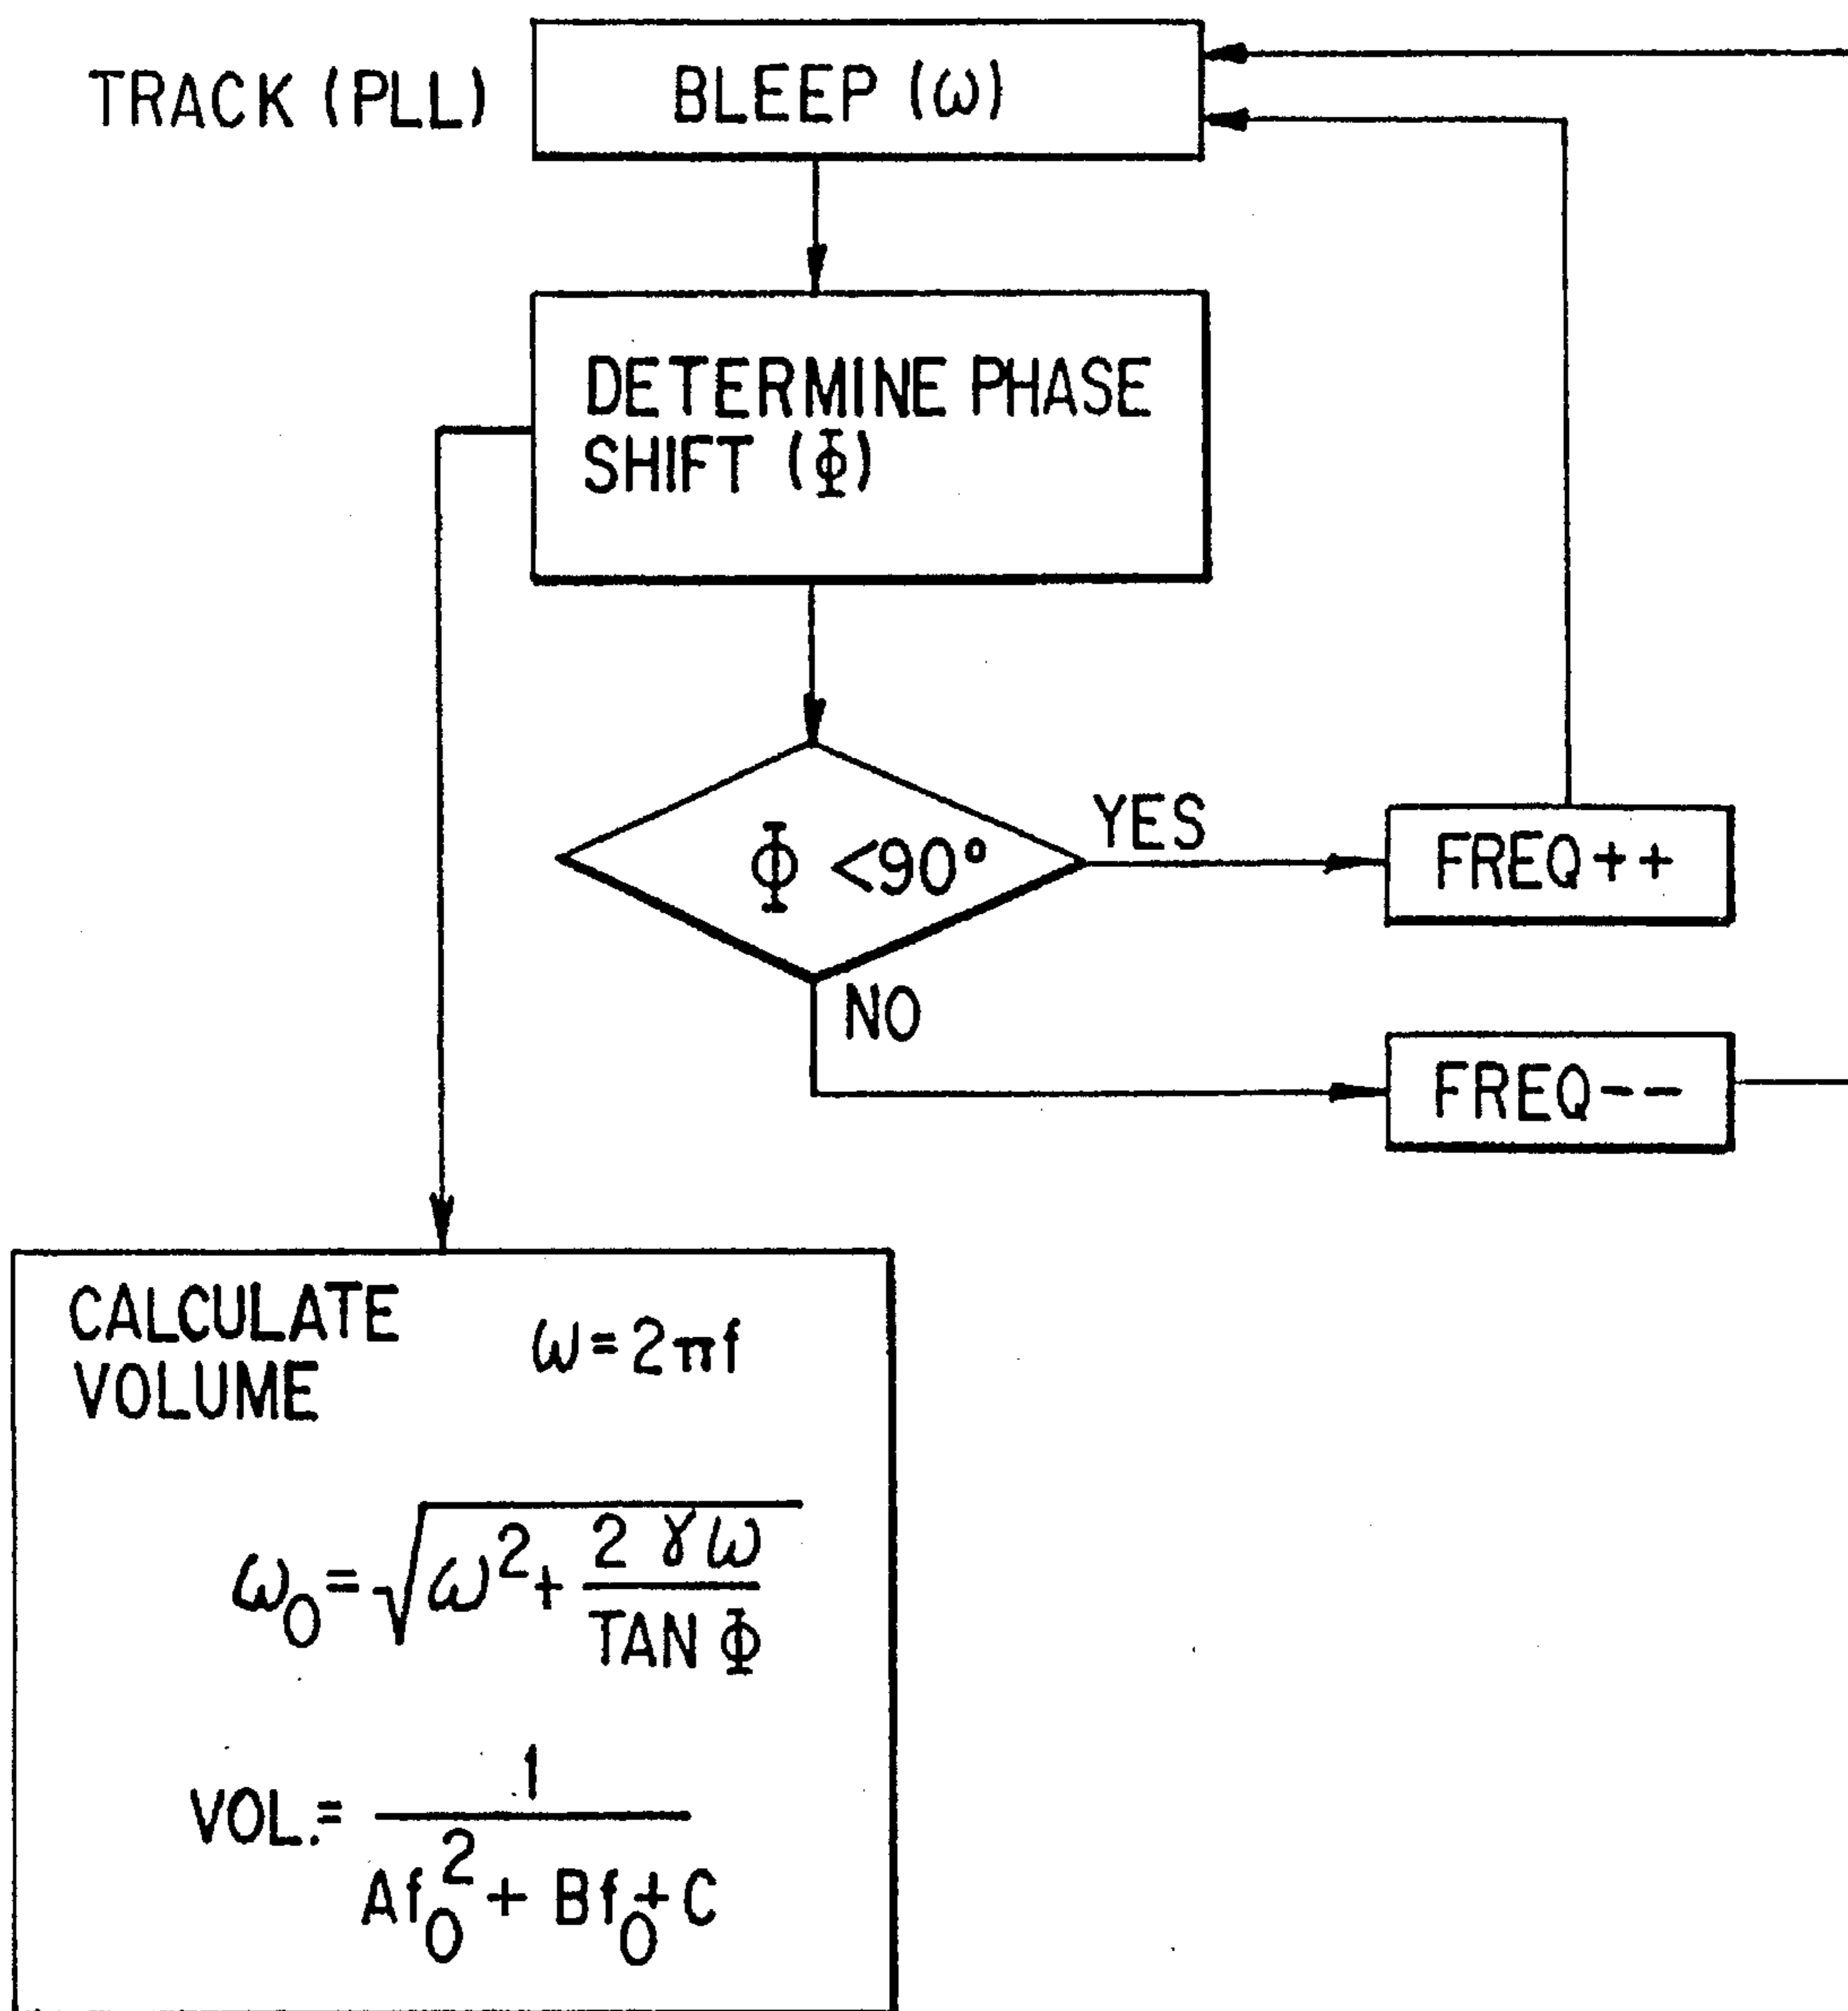 TRACK (PLL)
BLEEP (ω)
DETERMINE PHASE
SHIFT (Φ)
Φ <90°
YES
FREQ++
NO
FREQ--
CALCULATE
VOLUME
ω=2πf
ω₀=√(ω²+ 2γω / TAN Φ)
VOL.= 1 / (Af₀² + Bf₀+C)